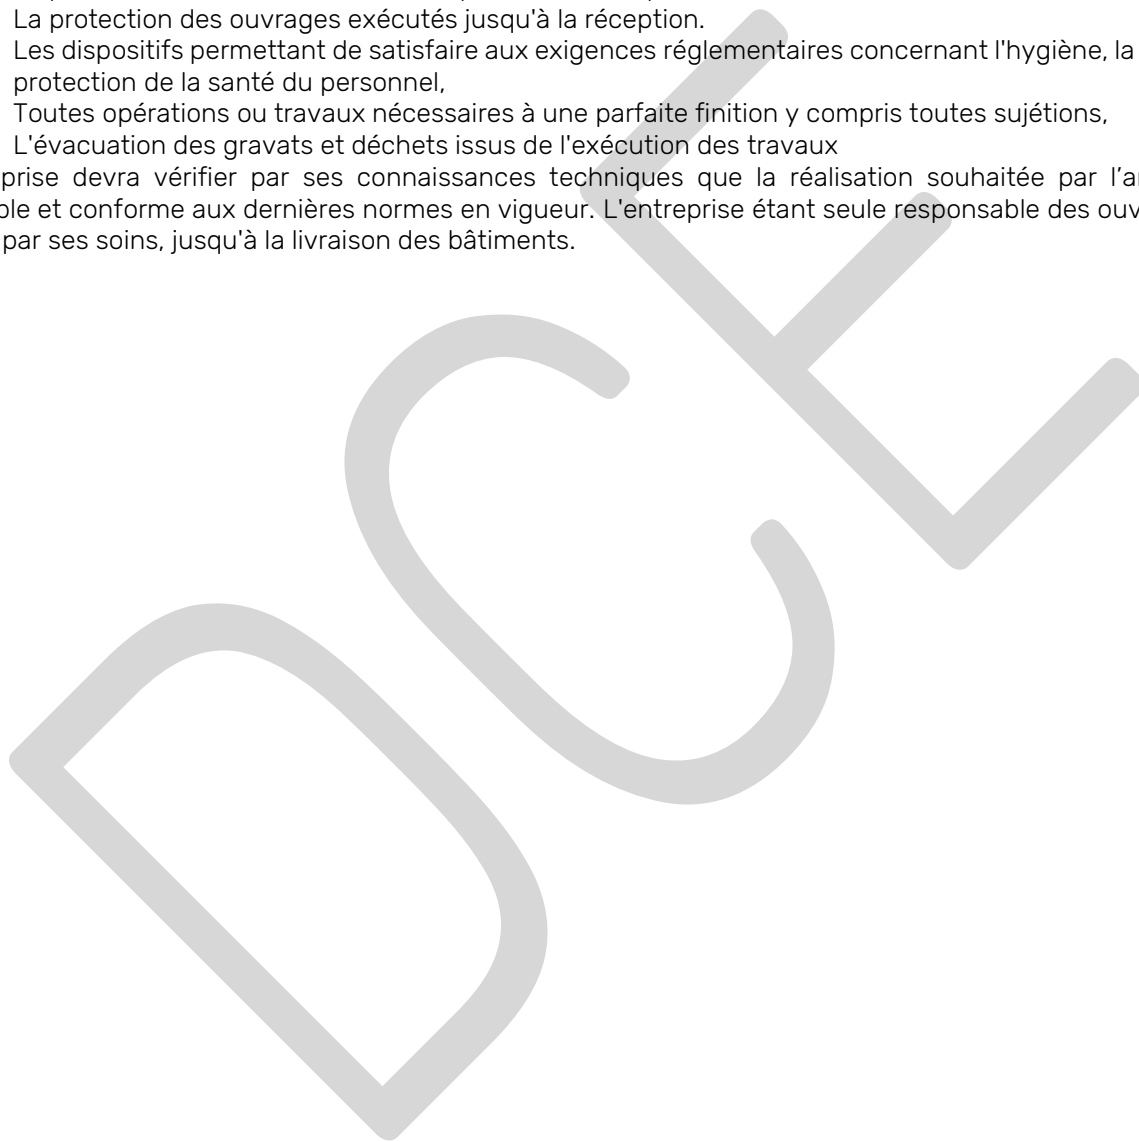 La protection des ouvrages exécutés jusqu'à la réception.
Les dispositifs permettant de satisfaire aux exigences réglementaires concernant l'hygiène, la
protection de la santé du personnel,
Toutes opérations ou travaux nécessaires à une parfaite finition y compris toutes sujétions,
L'évacuation des gravats et déchets issus de l'exécution des travaux
prise devra vérifier par ses connaissances techniques que la réalisation souhaitée par l’a
ble et conforme aux dernières normes en vigueur. L'entreprise étant seule responsable des ouv
par ses soins, jusqu'à la livraison des bâtiments.
DCE